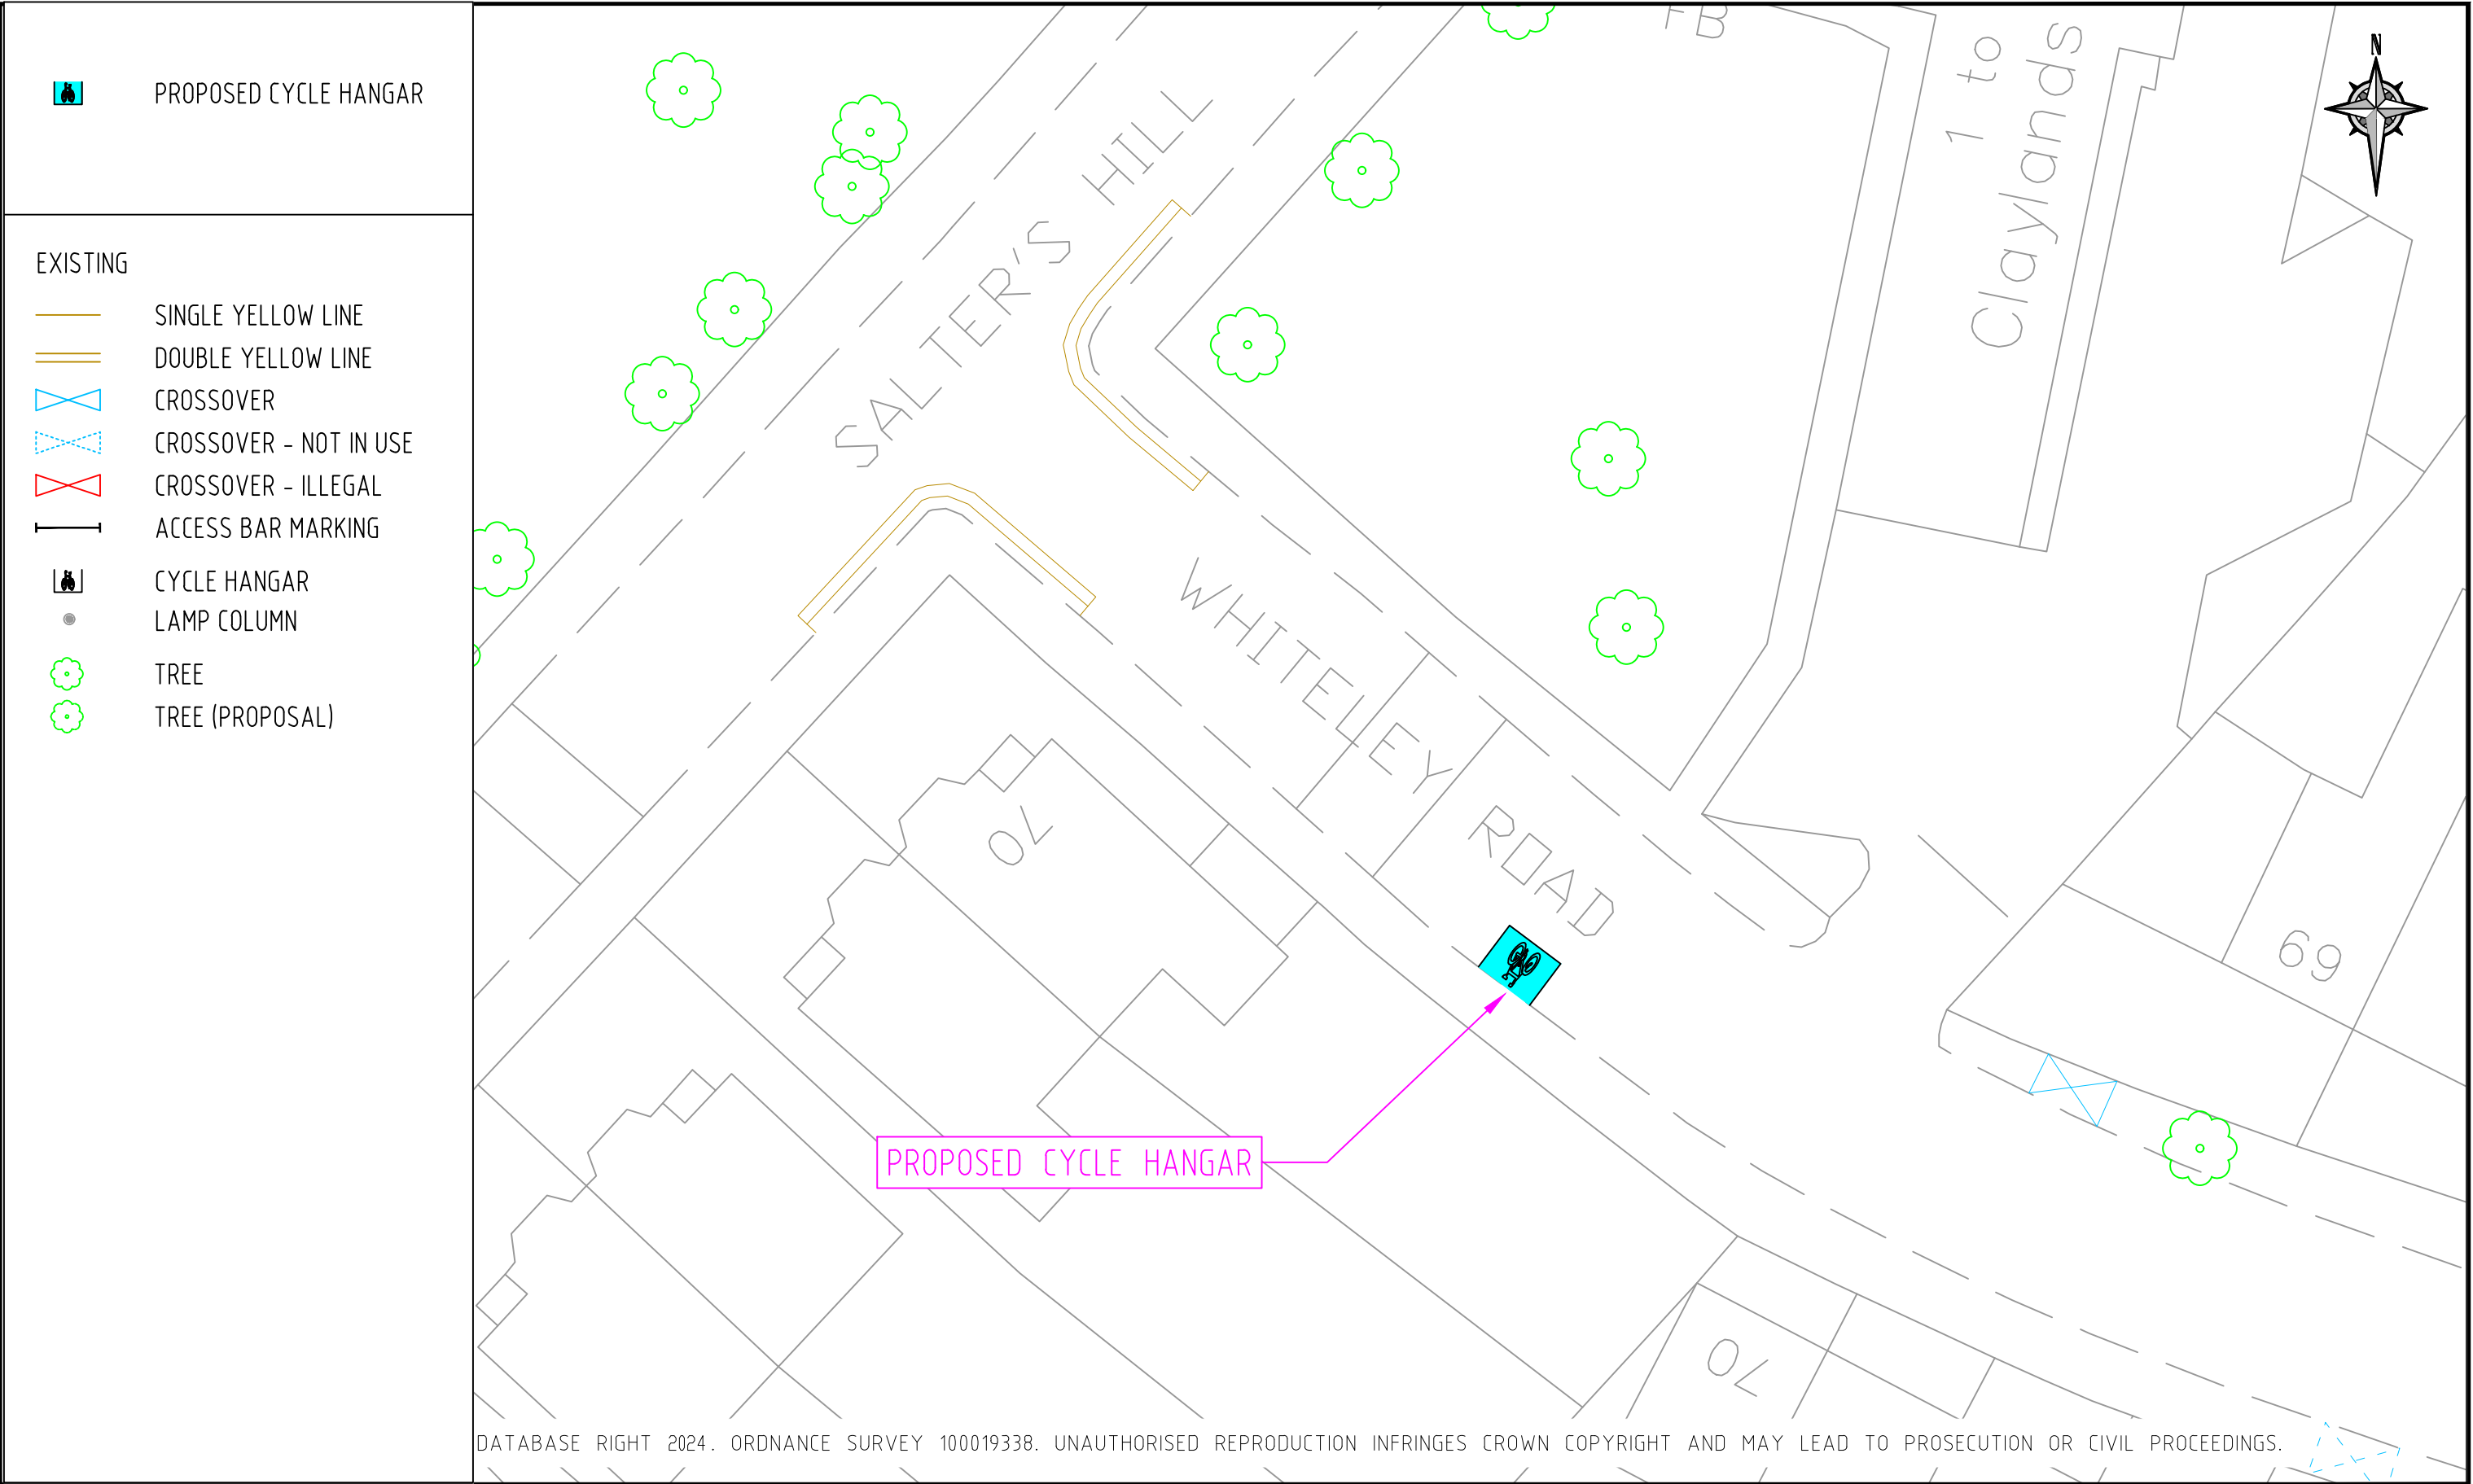 PROPOSED CYCLE HANGAR
EXISTING
SINGLE YELLOW LINE
DOUBLE YELLOW LINE
CROSSOVER
CROSSOVER - NOT IN USE
CROSSOVER - ILLEGAL
ACCESS BAR MARKING
CYCLE HANGAR
LAMP COLUMN
TREE
TREE (PROPOSAL)
N
1 to
Claylands
SALTER'S HILL
WHITELEY ROAD
70
69
PROPOSED CYCLE HANGAR
70
DATABASE RIGHT 2024. ORDNANCE SURVEY 100019338. UNAUTHORISED REPRODUCTION INFRINGES CROWN COPYRIGHT AND MAY LEAD TO PROSECUTION OR CIVIL PROCEEDINGS.